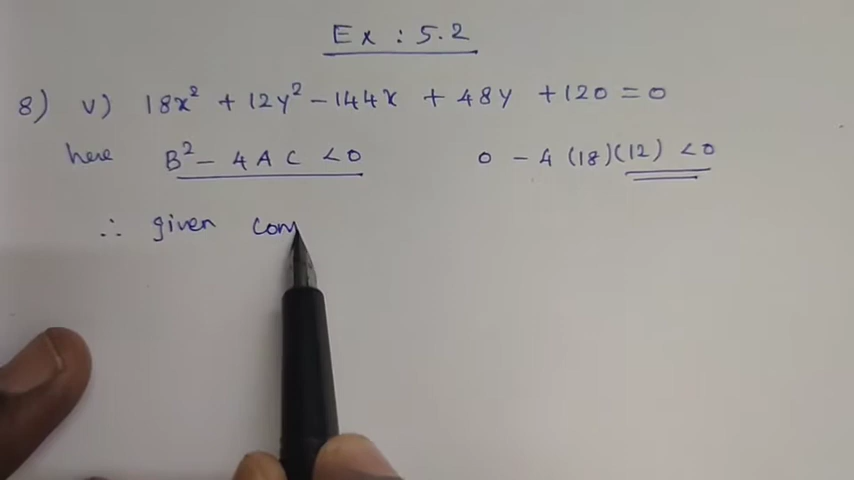 Ex : 5.2
8) v) 18x² + 12y² - 144x + 48y + 120 = 0
here B² - 4AC < 0 0 - 4(18)(12) < 0
∴ given com